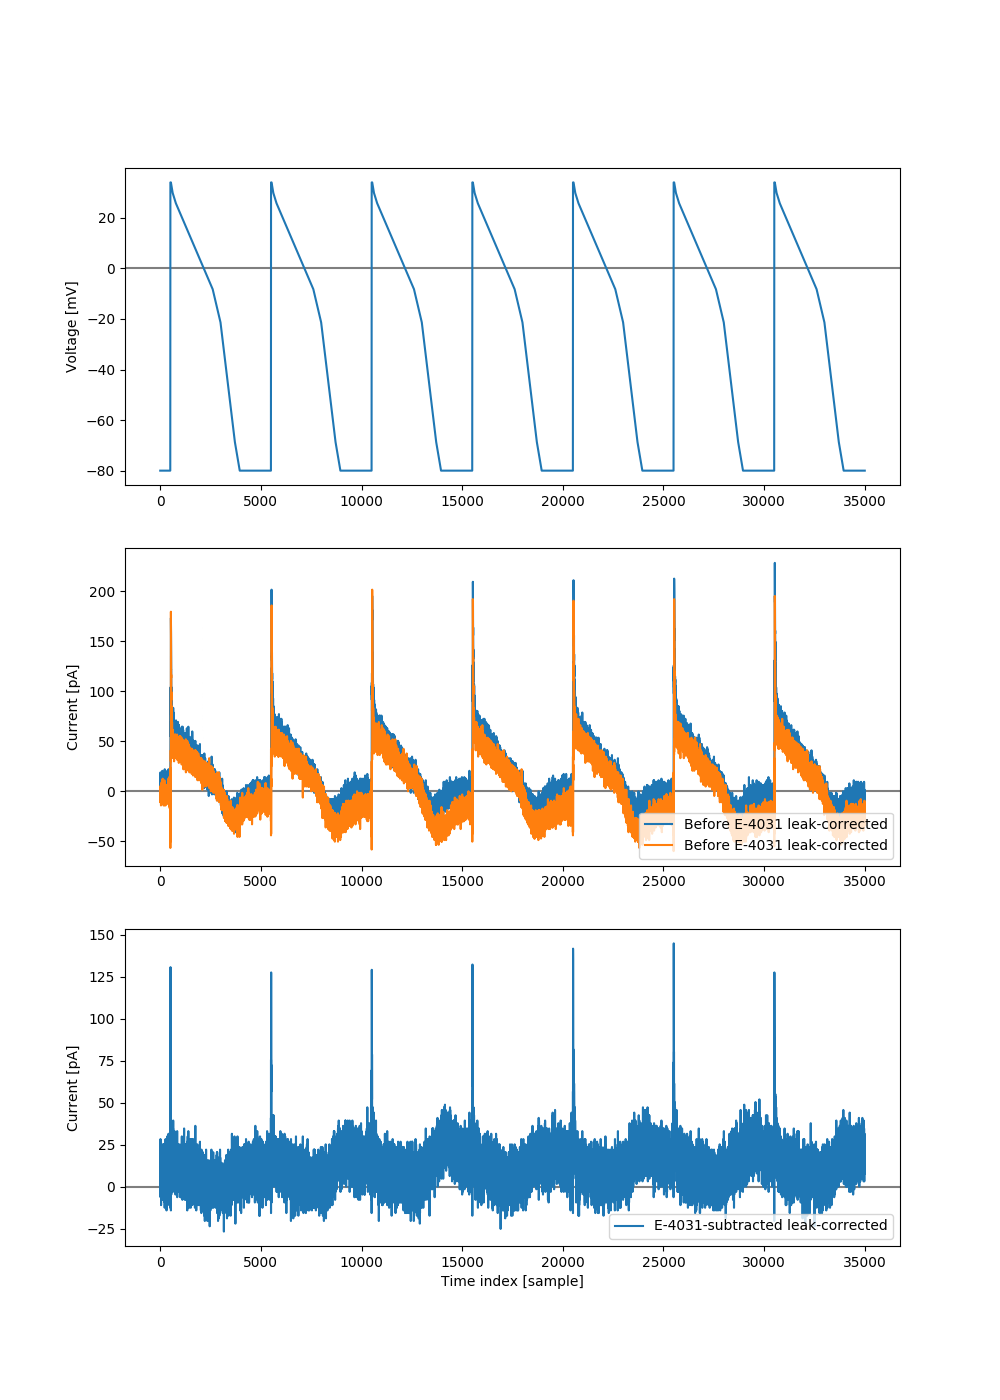 20
0
−20
−40
−60
−80
Voltage [mV]
0 5000 10000 15000 20000 25000 30000 35000
200
150
100
50
0
−50
Current [pA]
Before E-4031 leak-corrected
Before E-4031 leak-corrected
0 5000 10000 15000 20000 25000 30000 35000
150
125
100
75
50
25
0
−25
Current [pA]
E-4031-subtracted leak-corrected
0 5000 10000 15000 20000 25000 30000 35000
Time index [sample]